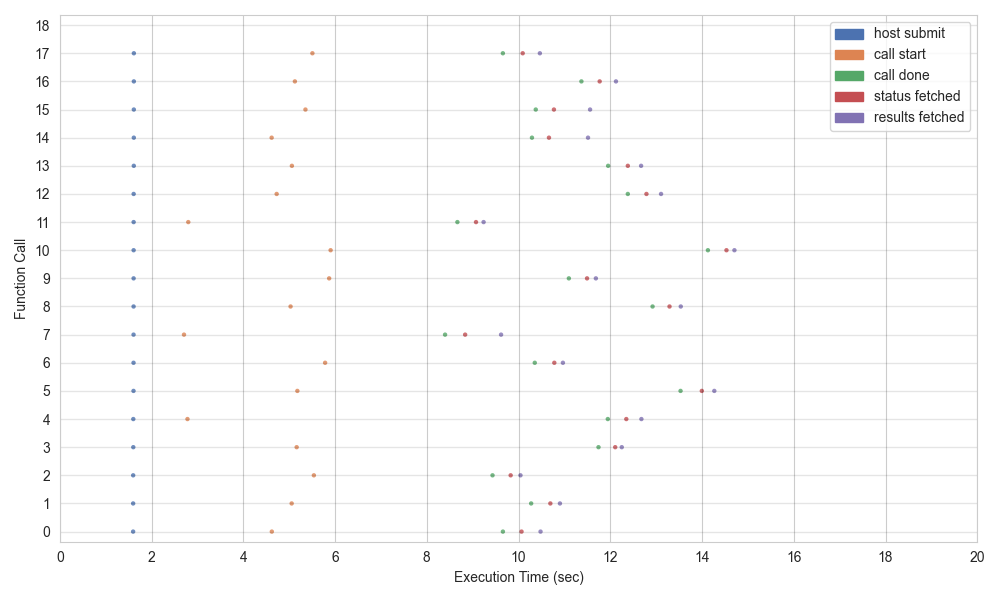 18
17
16
15
14
13
12
11
10
9
8
7
6
5
4
3
2
1
0
Function Call
host submit
call start
call done
status fetched
results fetched
0 2 4 6 8 10 12 14 16 18 20
Execution Time (sec)